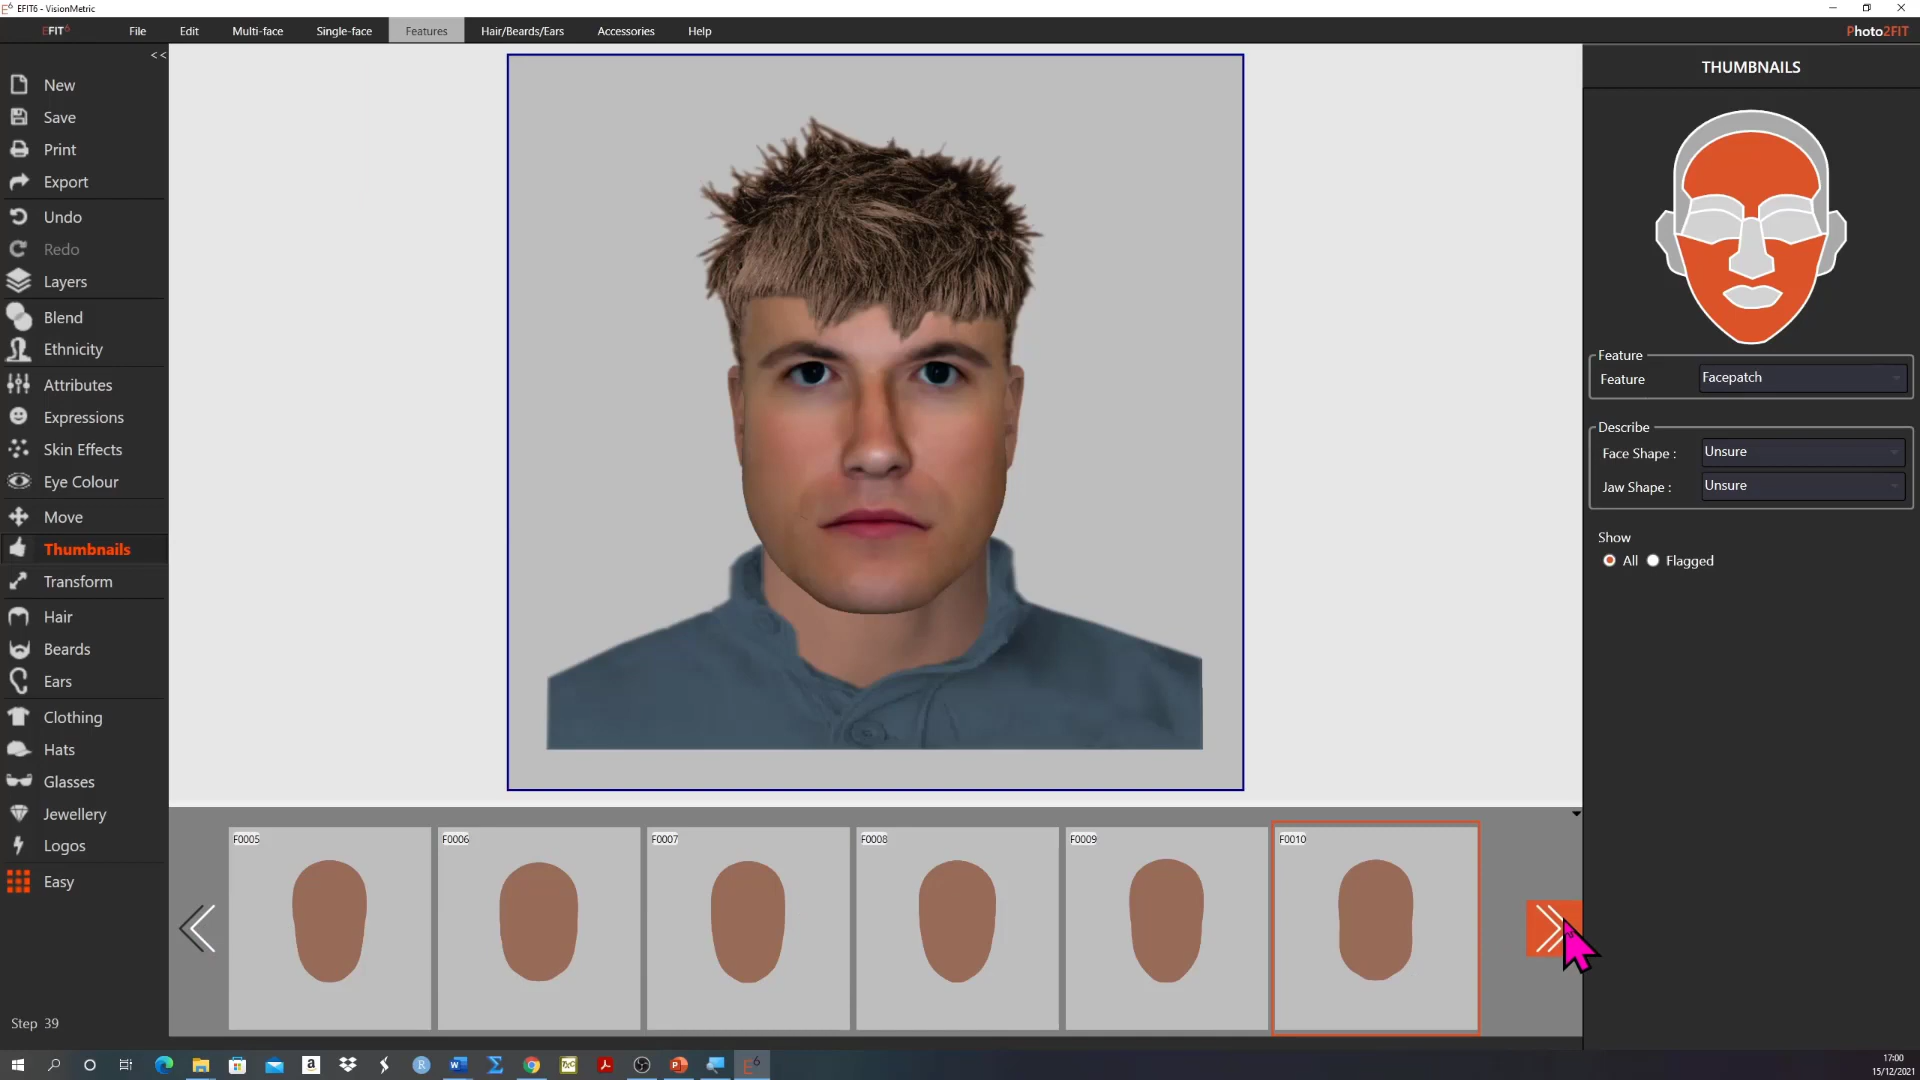 EFIT6 - VisionMetric
EFIT6 File Edit Multi-face Single-face Features Hair/Beards/Ears Accessories Help Photo2FIT
<<
New
Save
Print
Export
Undo
Redo
Layers
Blend
Ethnicity
Attributes
Expressions
Skin Effects
Eye Colour
Move
Thumbnails
Transform
Hair
Beards
Ears
Clothing
Hats
Glasses
Jewellery
Logos
Easy
Step 39
THUMBNAILS
Feature
Feature Facepatch
Describe
Face Shape : Unsure
Jaw Shape : Unsure
Show
All Flagged
F0005 F0006 F0007 F0008 F0009 F0010
17:00
15/12/2021